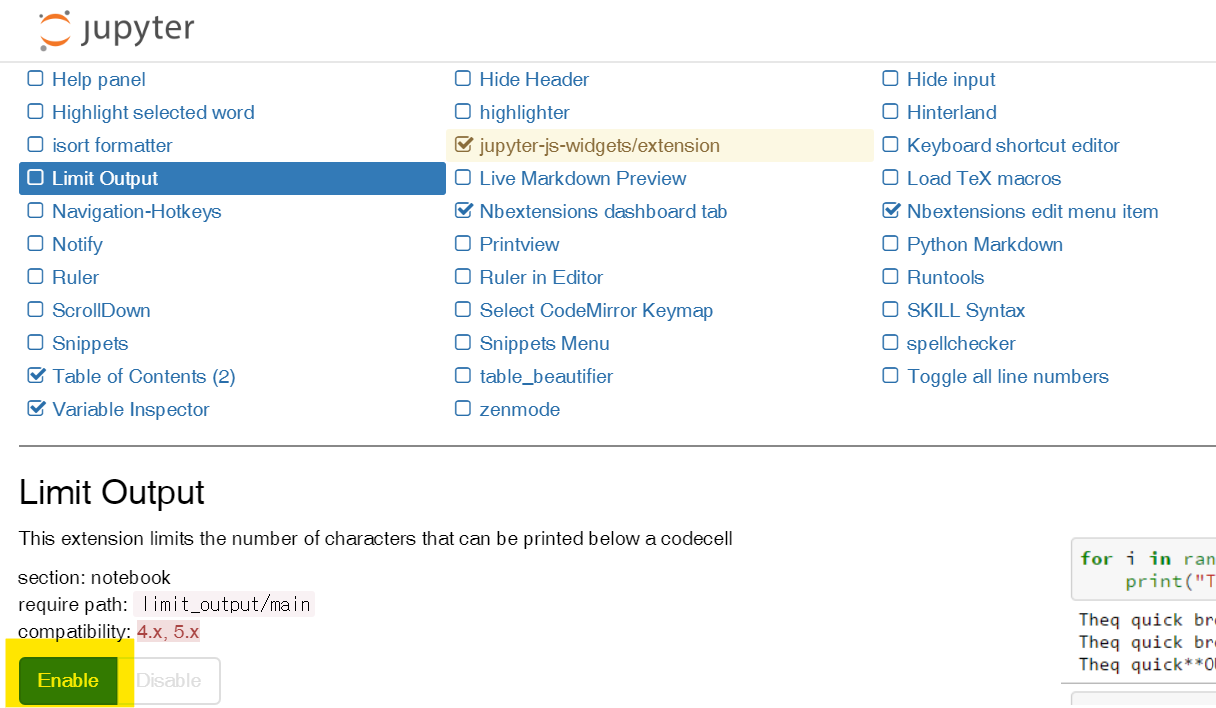 jupyter
Help panel Hide Header Hide input
Highlight selected word highlighter Hinterland
isort formatter jupyter-js-widgets/extension Keyboard shortcut editor
Limit Output Live Markdown Preview Load TeX macros
Navigation-Hotkeys Nbextensions dashboard tab Nbextensions edit menu item
Notify Printview Python Markdown
Ruler Ruler in Editor Runtools
ScrollDown Select CodeMirror Keymap SKILL Syntax
Snippets Snippets Menu spellchecker
Table of Contents (2) table_beautifier Toggle all line numbers
Variable Inspector zenmode
Limit Output
This extension limits the number of characters that can be printed below a codecell
section: notebook
require path: limit_output/main
compatibility: 4.x, 5.x
Enable Disable
for i in ran
print("T
Theq quick bro
Theq quick bro
Theq quick**OU